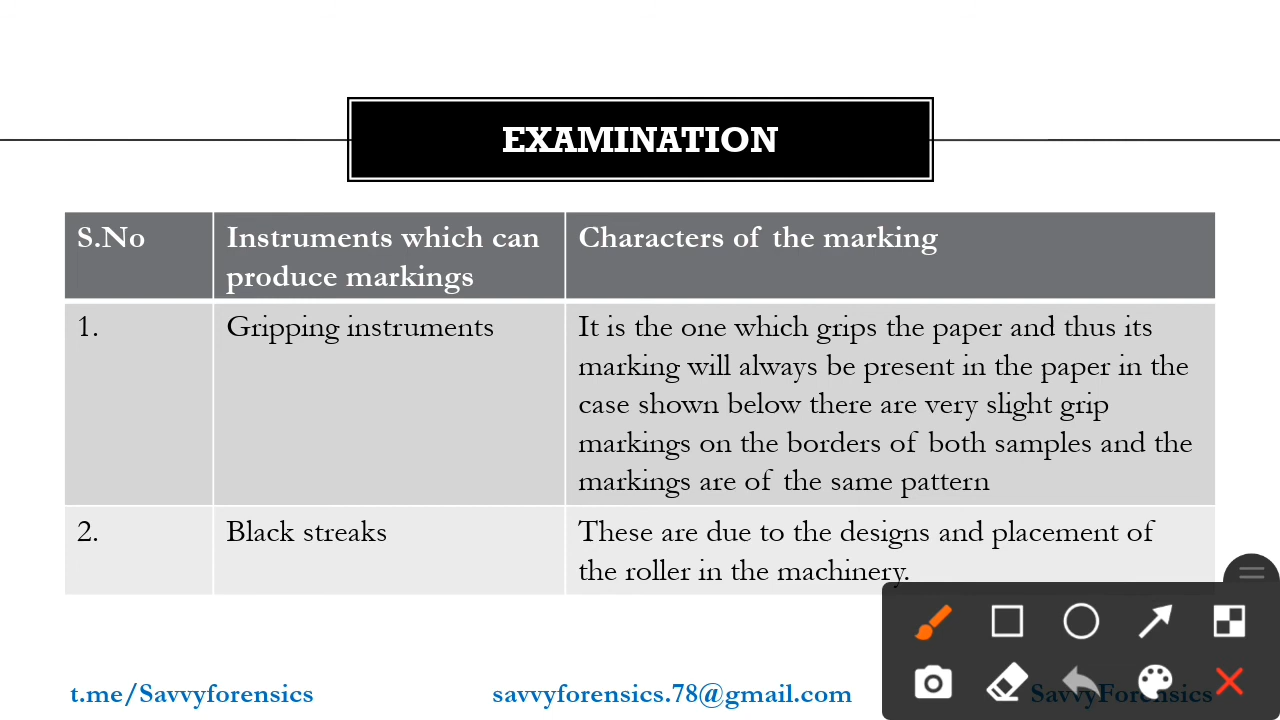 EXAMINATION
S.No
Instruments which can
produce markings
Characters of the marking
1.
Gripping instruments
It is the one which grips the paper and thus its
marking will always be present in the paper in the
case shown below there are very slight grip
markings on the borders of both samples and the
markings are of the same pattern
2.
Black streaks
These are due to the designs and placement of
the roller in the machinery.
t.me/Savvyforensics
savvyforensics.78@gmail.com
SavvyForensics